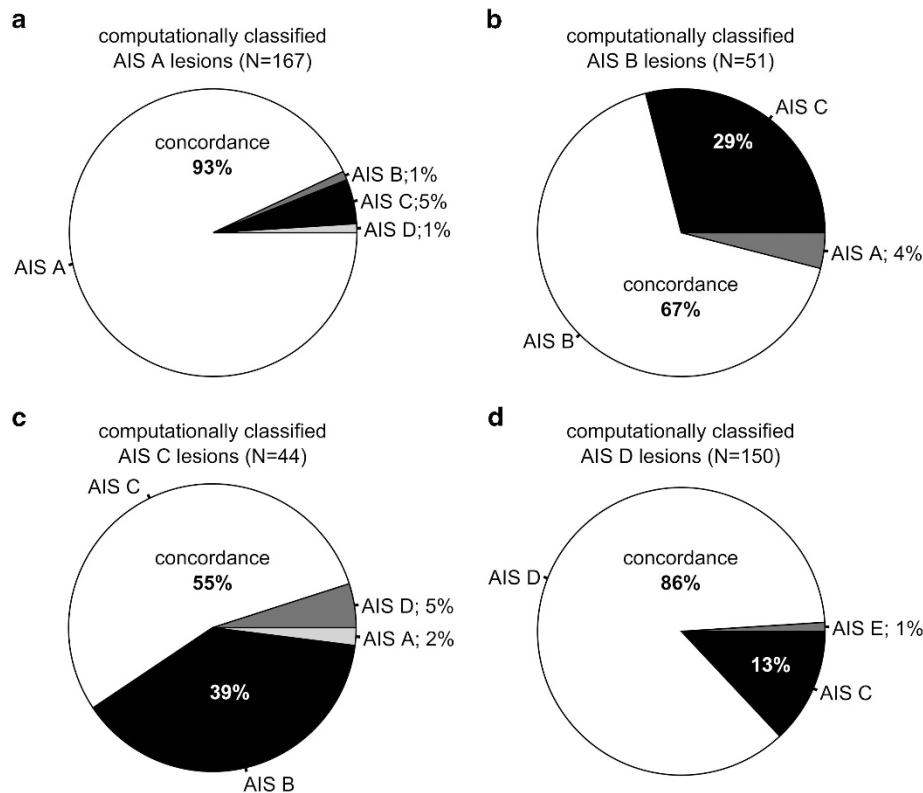 a
computationally classified
AIS A lesions (N=167)
concordance
93%
AIS B;1%
AIS C;5%
AIS D;1%
AIS A
b
computationally classified
AIS B lesions (N=51)
AIS C
29%
AIS A; 4%
concordance
67%
AIS B
c
computationally classified
AIS C lesions (N=44)
AIS C
concordance
55%
AIS D; 5%
AIS A; 2%
39%
AIS B
d
computationally classified
AIS D lesions (N=150)
AIS D
concordance
86%
AIS E; 1%
13%
AIS C